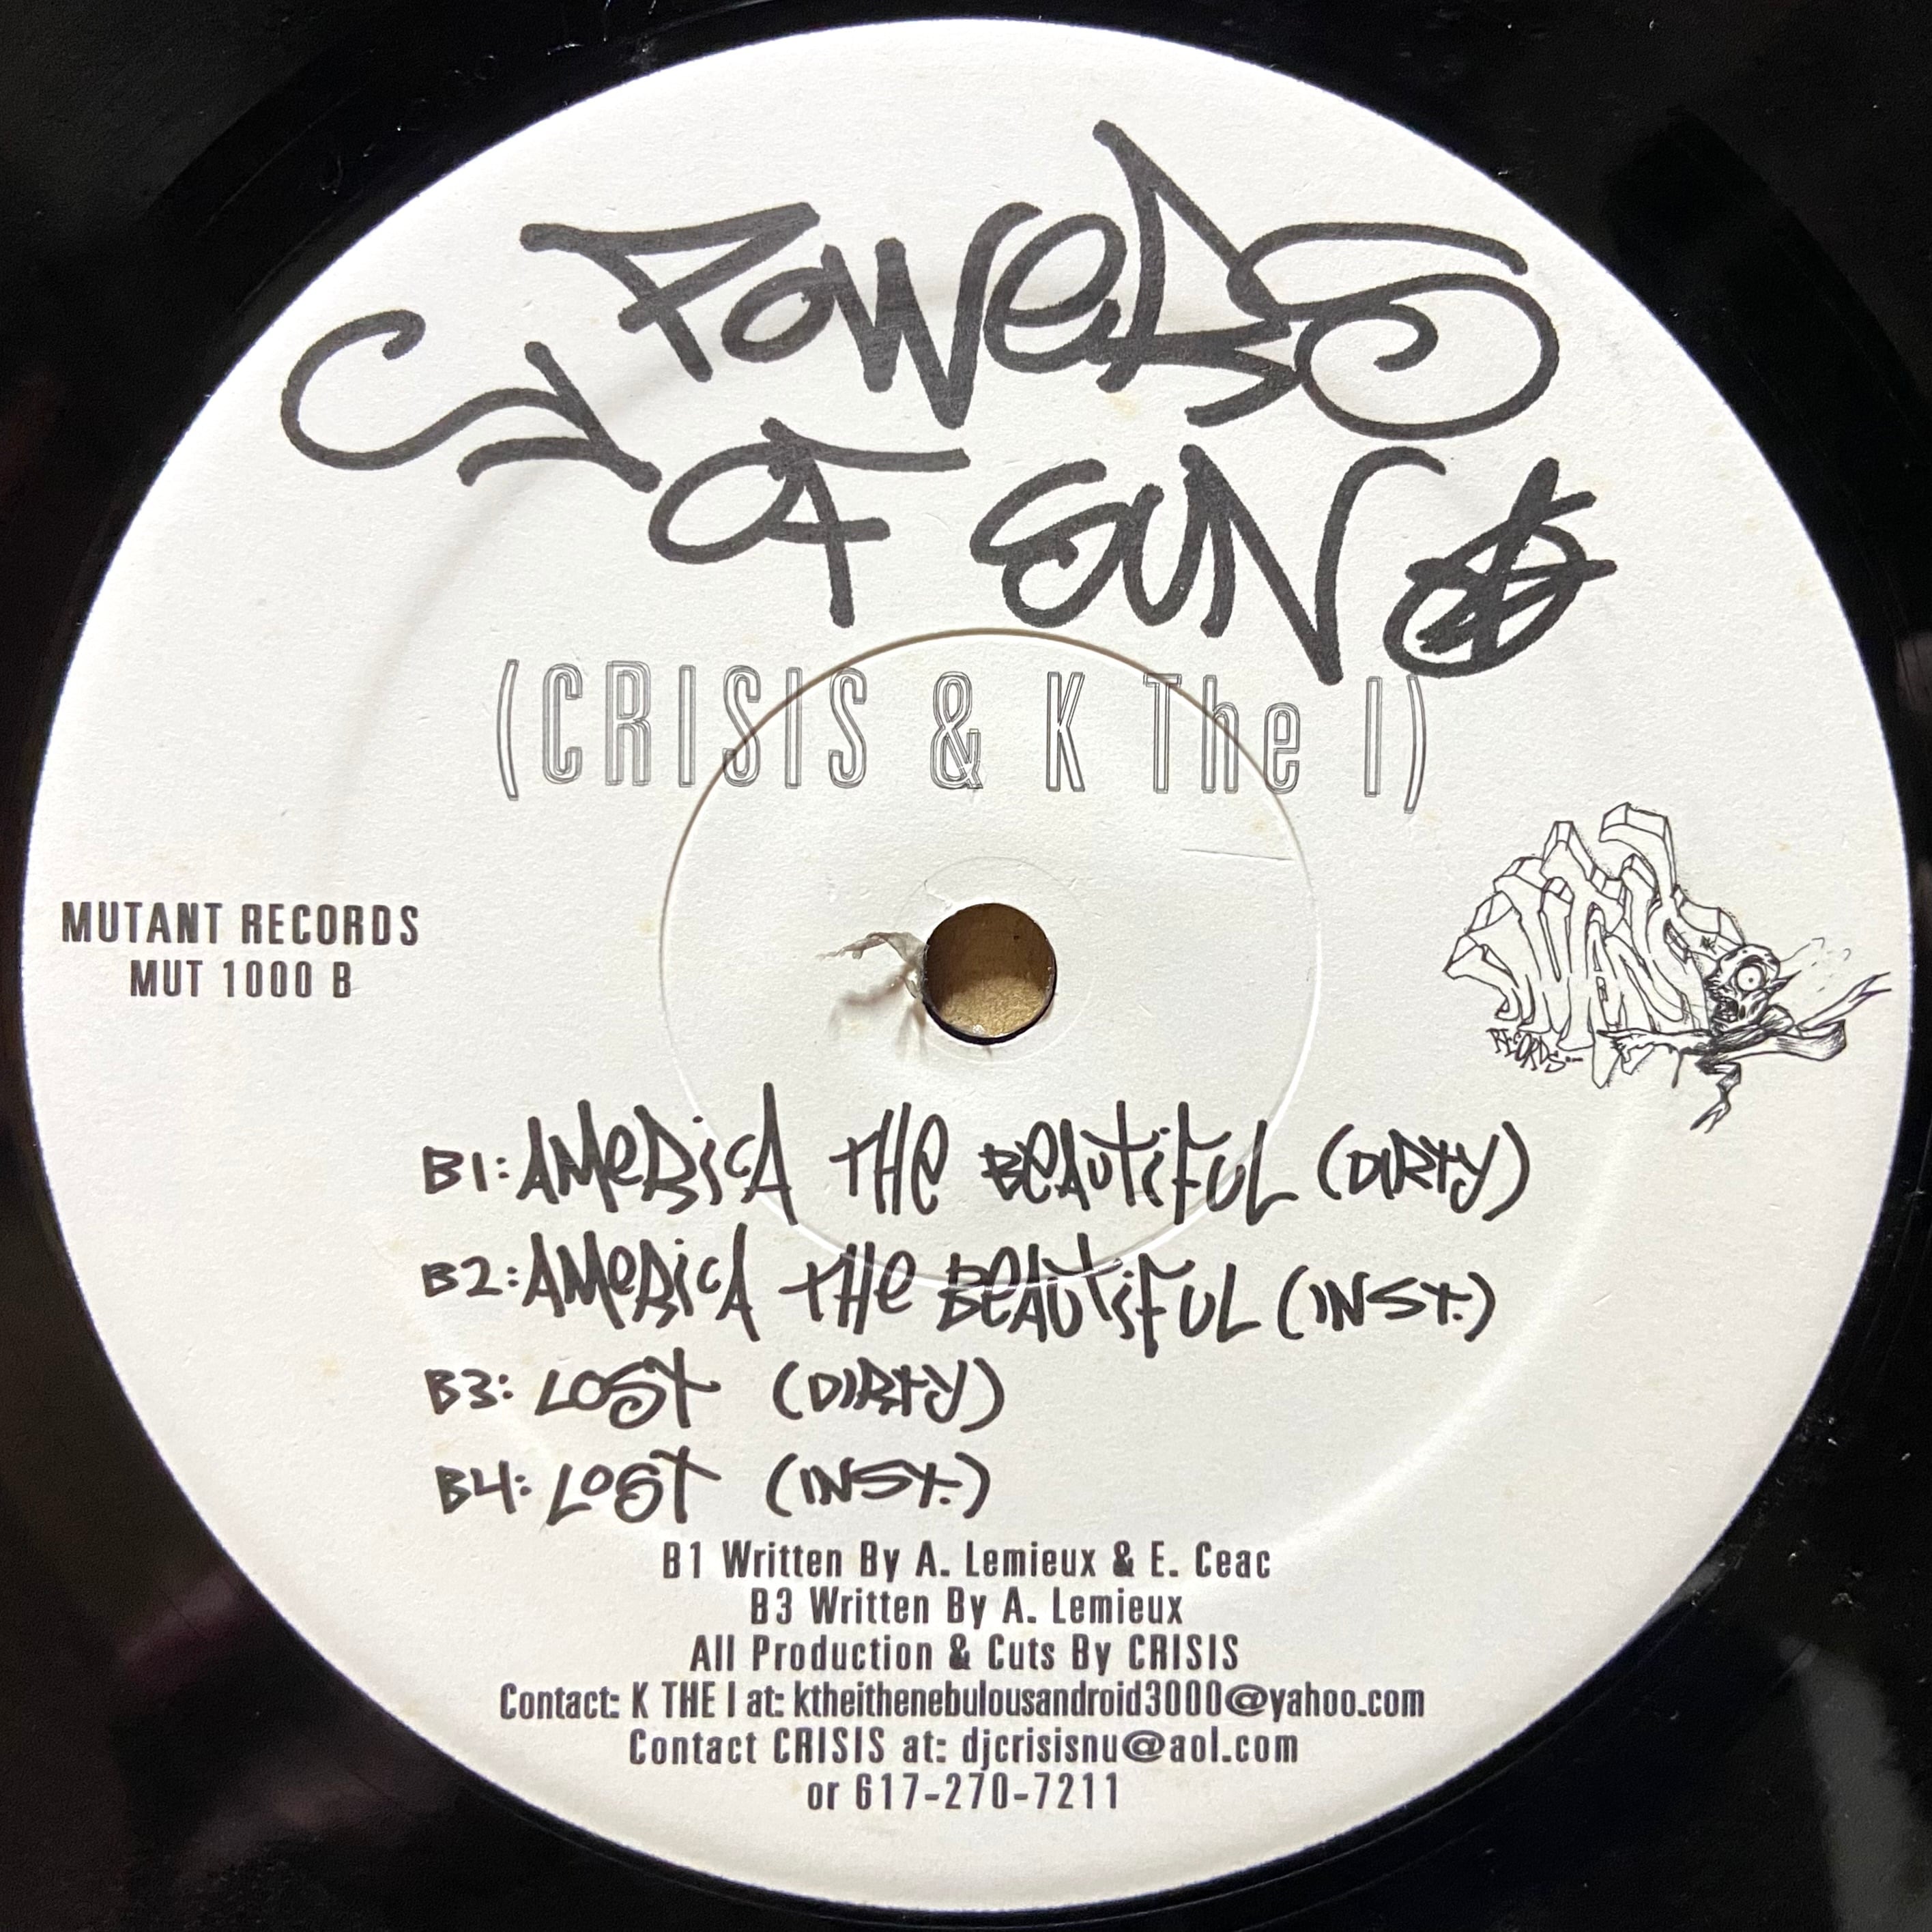 POWERS
OF SUN
(CRISIS & K The I)
MUTANT RECORDS
MUT 1000 B
MUTANT
RECORDS
B1: AMERICA THE BEAUTIFUL (DIRTY)
B2: AMERICA THE BEAUTIFUL (INST.)
B3: LOST (DIRTY)
B4: LOST (INST.)
B1 Written By A. Lemieux & E. Ceac
B3 Written By A. Lemieux
All Production & Cuts By CRISIS
Contact: K THE I at: ktheithenebulousandroid3000@yahoo.com
Contact CRISIS at: djcrisisnu@aol.com
or 617-270-7211